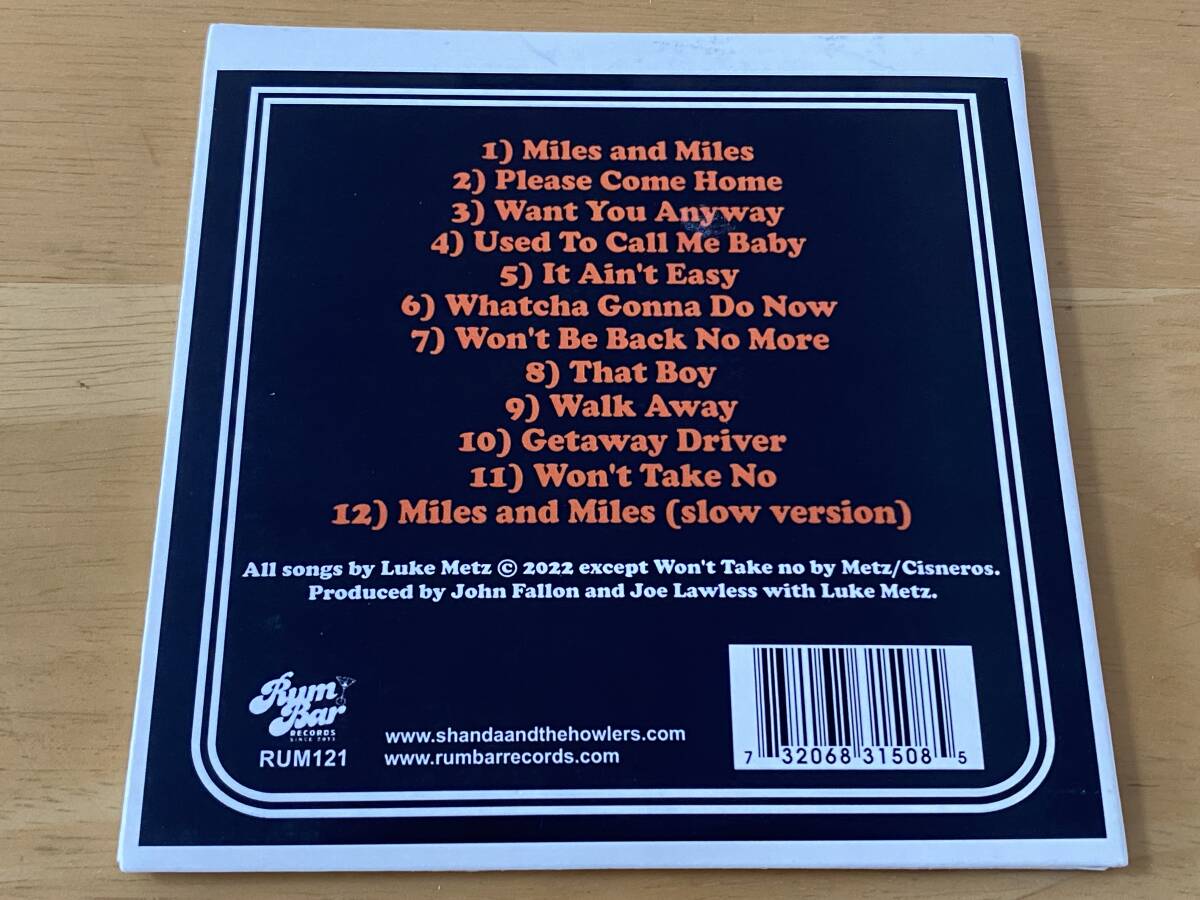 1) Miles and Miles
2) Please Come Home
3) Want You Anyway
4) Used To Call Me Baby
5) It Ain't Easy
6) Whatcha Gonna Do Now
7) Won't Be Back No More
8) That Boy
9) Walk Away
10) Getaway Driver
11) Won't Take No
12) Miles and Miles (slow version)
All songs by Luke Metz © 2022 except Won't Take no by Metz/Cisneros.
Produced by John Fallon and Joe Lawless with Luke Metz.
Rum
Bar
RECORDS
SINCE 2013
RUM121
www.shandaandthehowlers.com
www.rumbarrecords.com
7 32068 31508 5